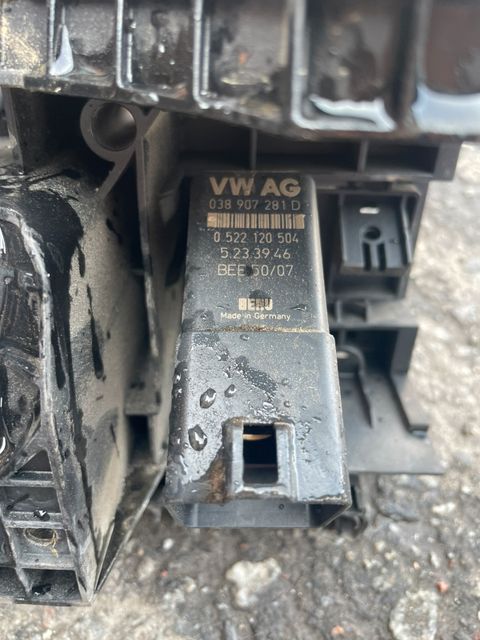 VW AG
038 907 281 D
0 522 120 504
5.23.39.46
BEE 50/07
BERU
Made in Germany